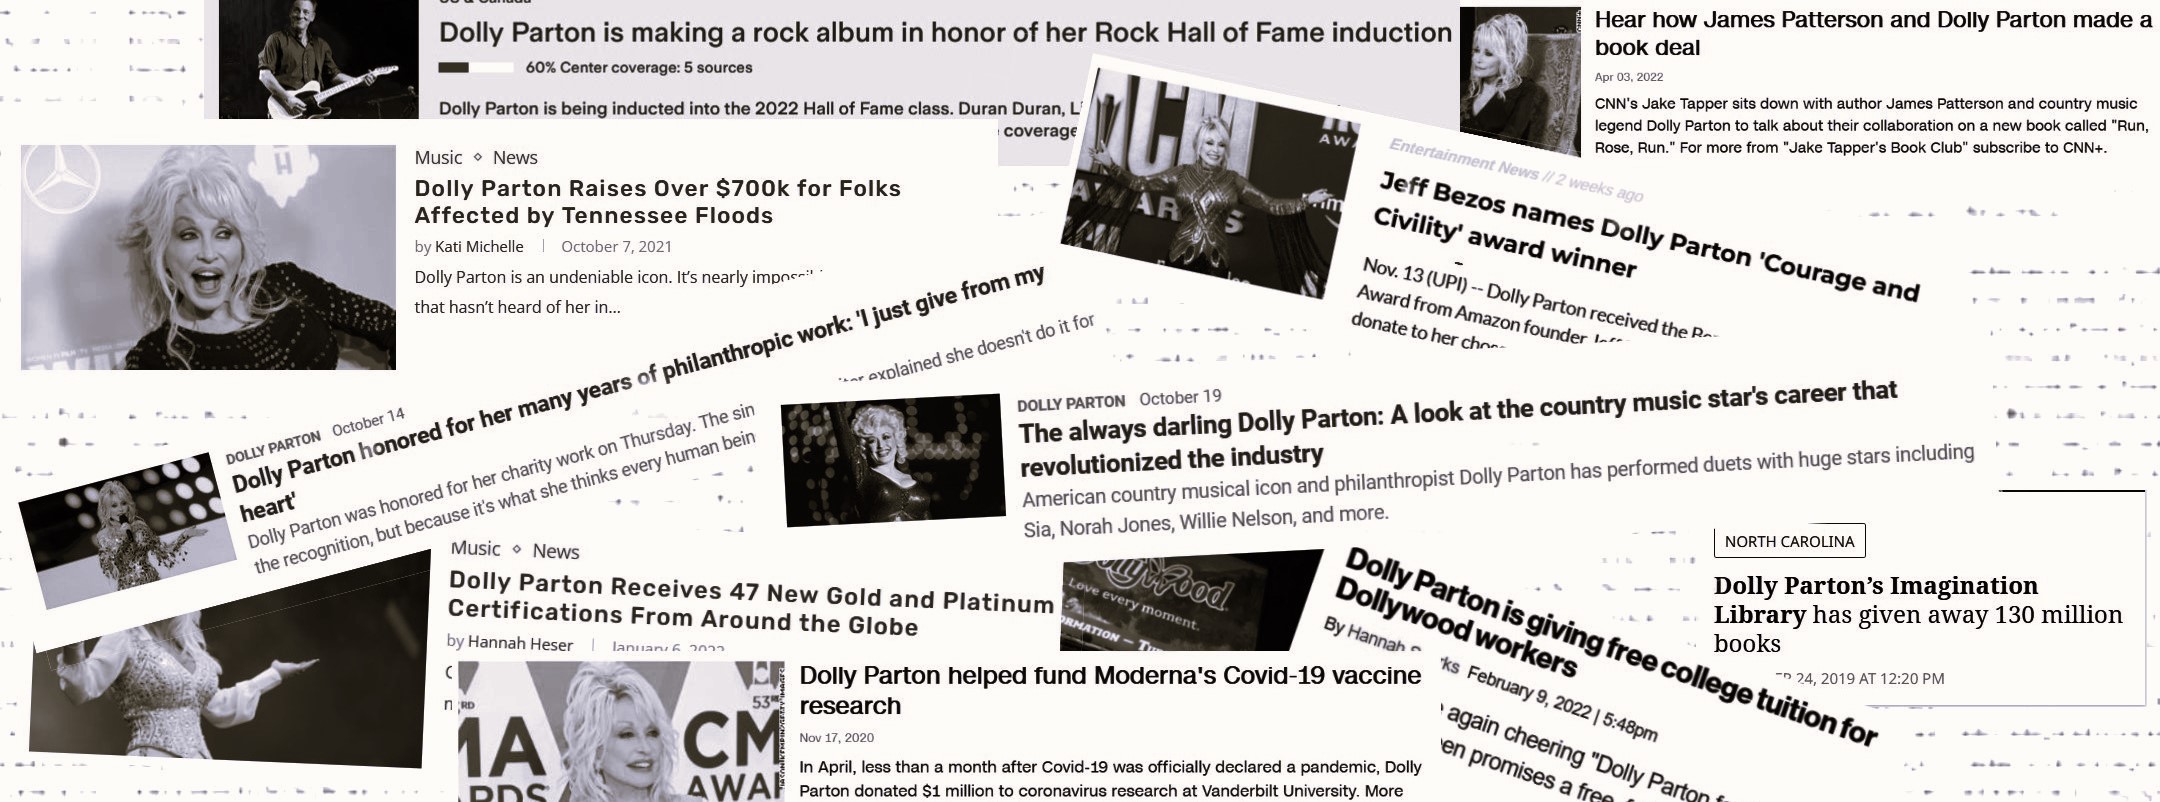 US & Canada
Dolly Parton is making a rock album in honor of her Rock Hall of Fame induction
60% Center coverage: 5 sources
Dolly Parton is being inducted into the 2022 Hall of Fame class. Duran Duran,
coverage
Hear how James Patterson and Dolly Parton made a
book deal
Apr 03, 2022
CNN's Jake Tapper sits down with author James Patterson and country music
legend Dolly Parton to talk about their collaboration on a new book called "Run,
Rose, Run." For more from "Jake Tapper's Book Club" subscribe to CNN+.
Music ⋄ News
Dolly Parton Raises Over $700k for Folks
Affected by Tennessee Floods
by Kati Michelle | October 7, 2021
Dolly Parton is an undeniable icon. It's nearly
that hasn't heard of her in...
AW
Entertainment News // 2 weeks ago
Jeff Bezos names Dolly Parton 'Courage and
Civility' award winner
Nov. 13 (UPI) -- Dolly Parton received the
Award from Amazon founder
donate to her
DOLLY PARTON October 14
Dolly Parton honored for her many years of philanthropic work: 'I just give from my
heart'
Dolly Parton was honored for her charity work on Thursday. The sin
explained she doesn't do it for
the recognition, but because it's what she thinks every human bein
DOLLY PARTON October 19
The always darling Dolly Parton: A look at the country music star's career that
revolutionized the industry
American country musical icon and philanthropist Dolly Parton has performed duets with huge stars including
Sia, Norah Jones, Willie Nelson, and more.
Music ⋄ News
Dolly Parton Receives 47 New Gold and Platinum
Certifications From Around the Globe
by Hannah Heser | January 6, 2022
Love every moment.
Dolly Parton is giving free college tuition for
Dollywood workers
By Hannah
February 9, 2022 | 5:48pm
again cheering "Dolly Parton
promises a free
NORTH CAROLINA
Dolly Parton's Imagination
Library has given away 130 million
books
24, 2019 AT 12:20 PM
53RD
MA
CM
AWA
RDS
Dolly Parton helped fund Moderna's Covid-19 vaccine
research
Nov 17, 2020
In April, less than a month after Covid-19 was officially declared a pandemic, Dolly
Parton donated $1 million to coronavirus research at Vanderbilt University. More